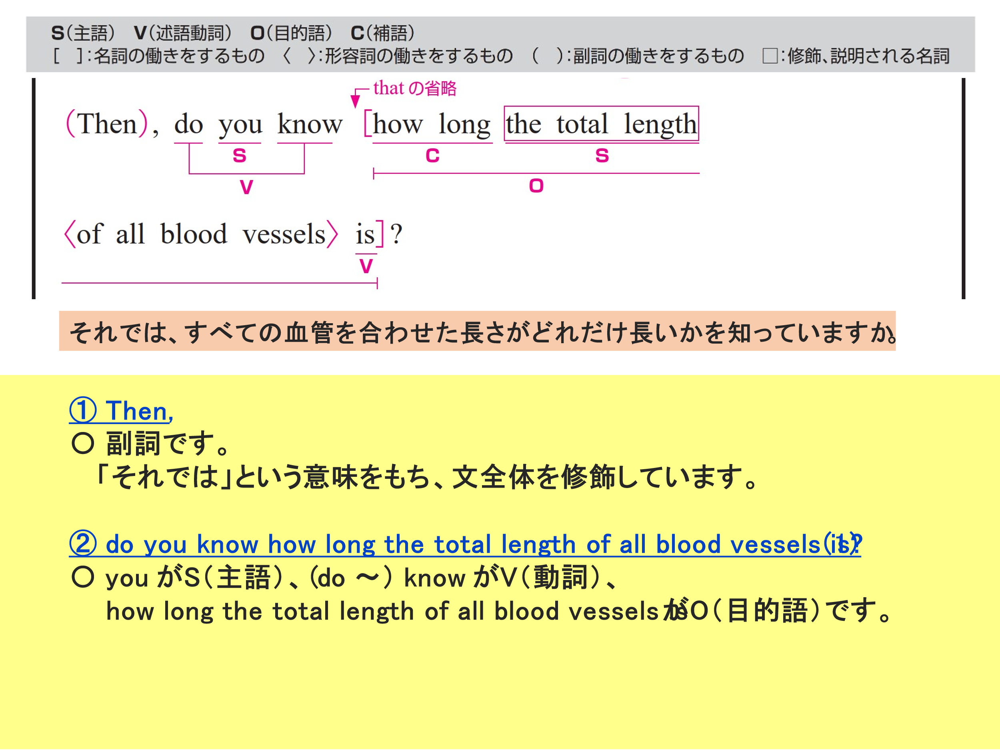 S（主語）　V（述語動詞）　O（目的語）　C（補語）
［　］：名詞の働きをするもの　〈　〉：形容詞の働きをするもの　（　）：副詞の働きをするもの　□：修飾、説明される名詞
thatの省略
(Then), do you know [how long the total length
S C S
V O
〈of all blood vessels〉 is]?
V
それでは、すべての血管を合わせた長さがどれだけ長いかを知っていますか。
① Then,
○ 副詞です。
「それでは」という意味をもち、文全体を修飾しています。
② do you know how long the total length of all blood vessels
○ you がS（主語）、(do ～) know がV（動詞）、
how long the total length of all blood vessels is がO（目的語）です。